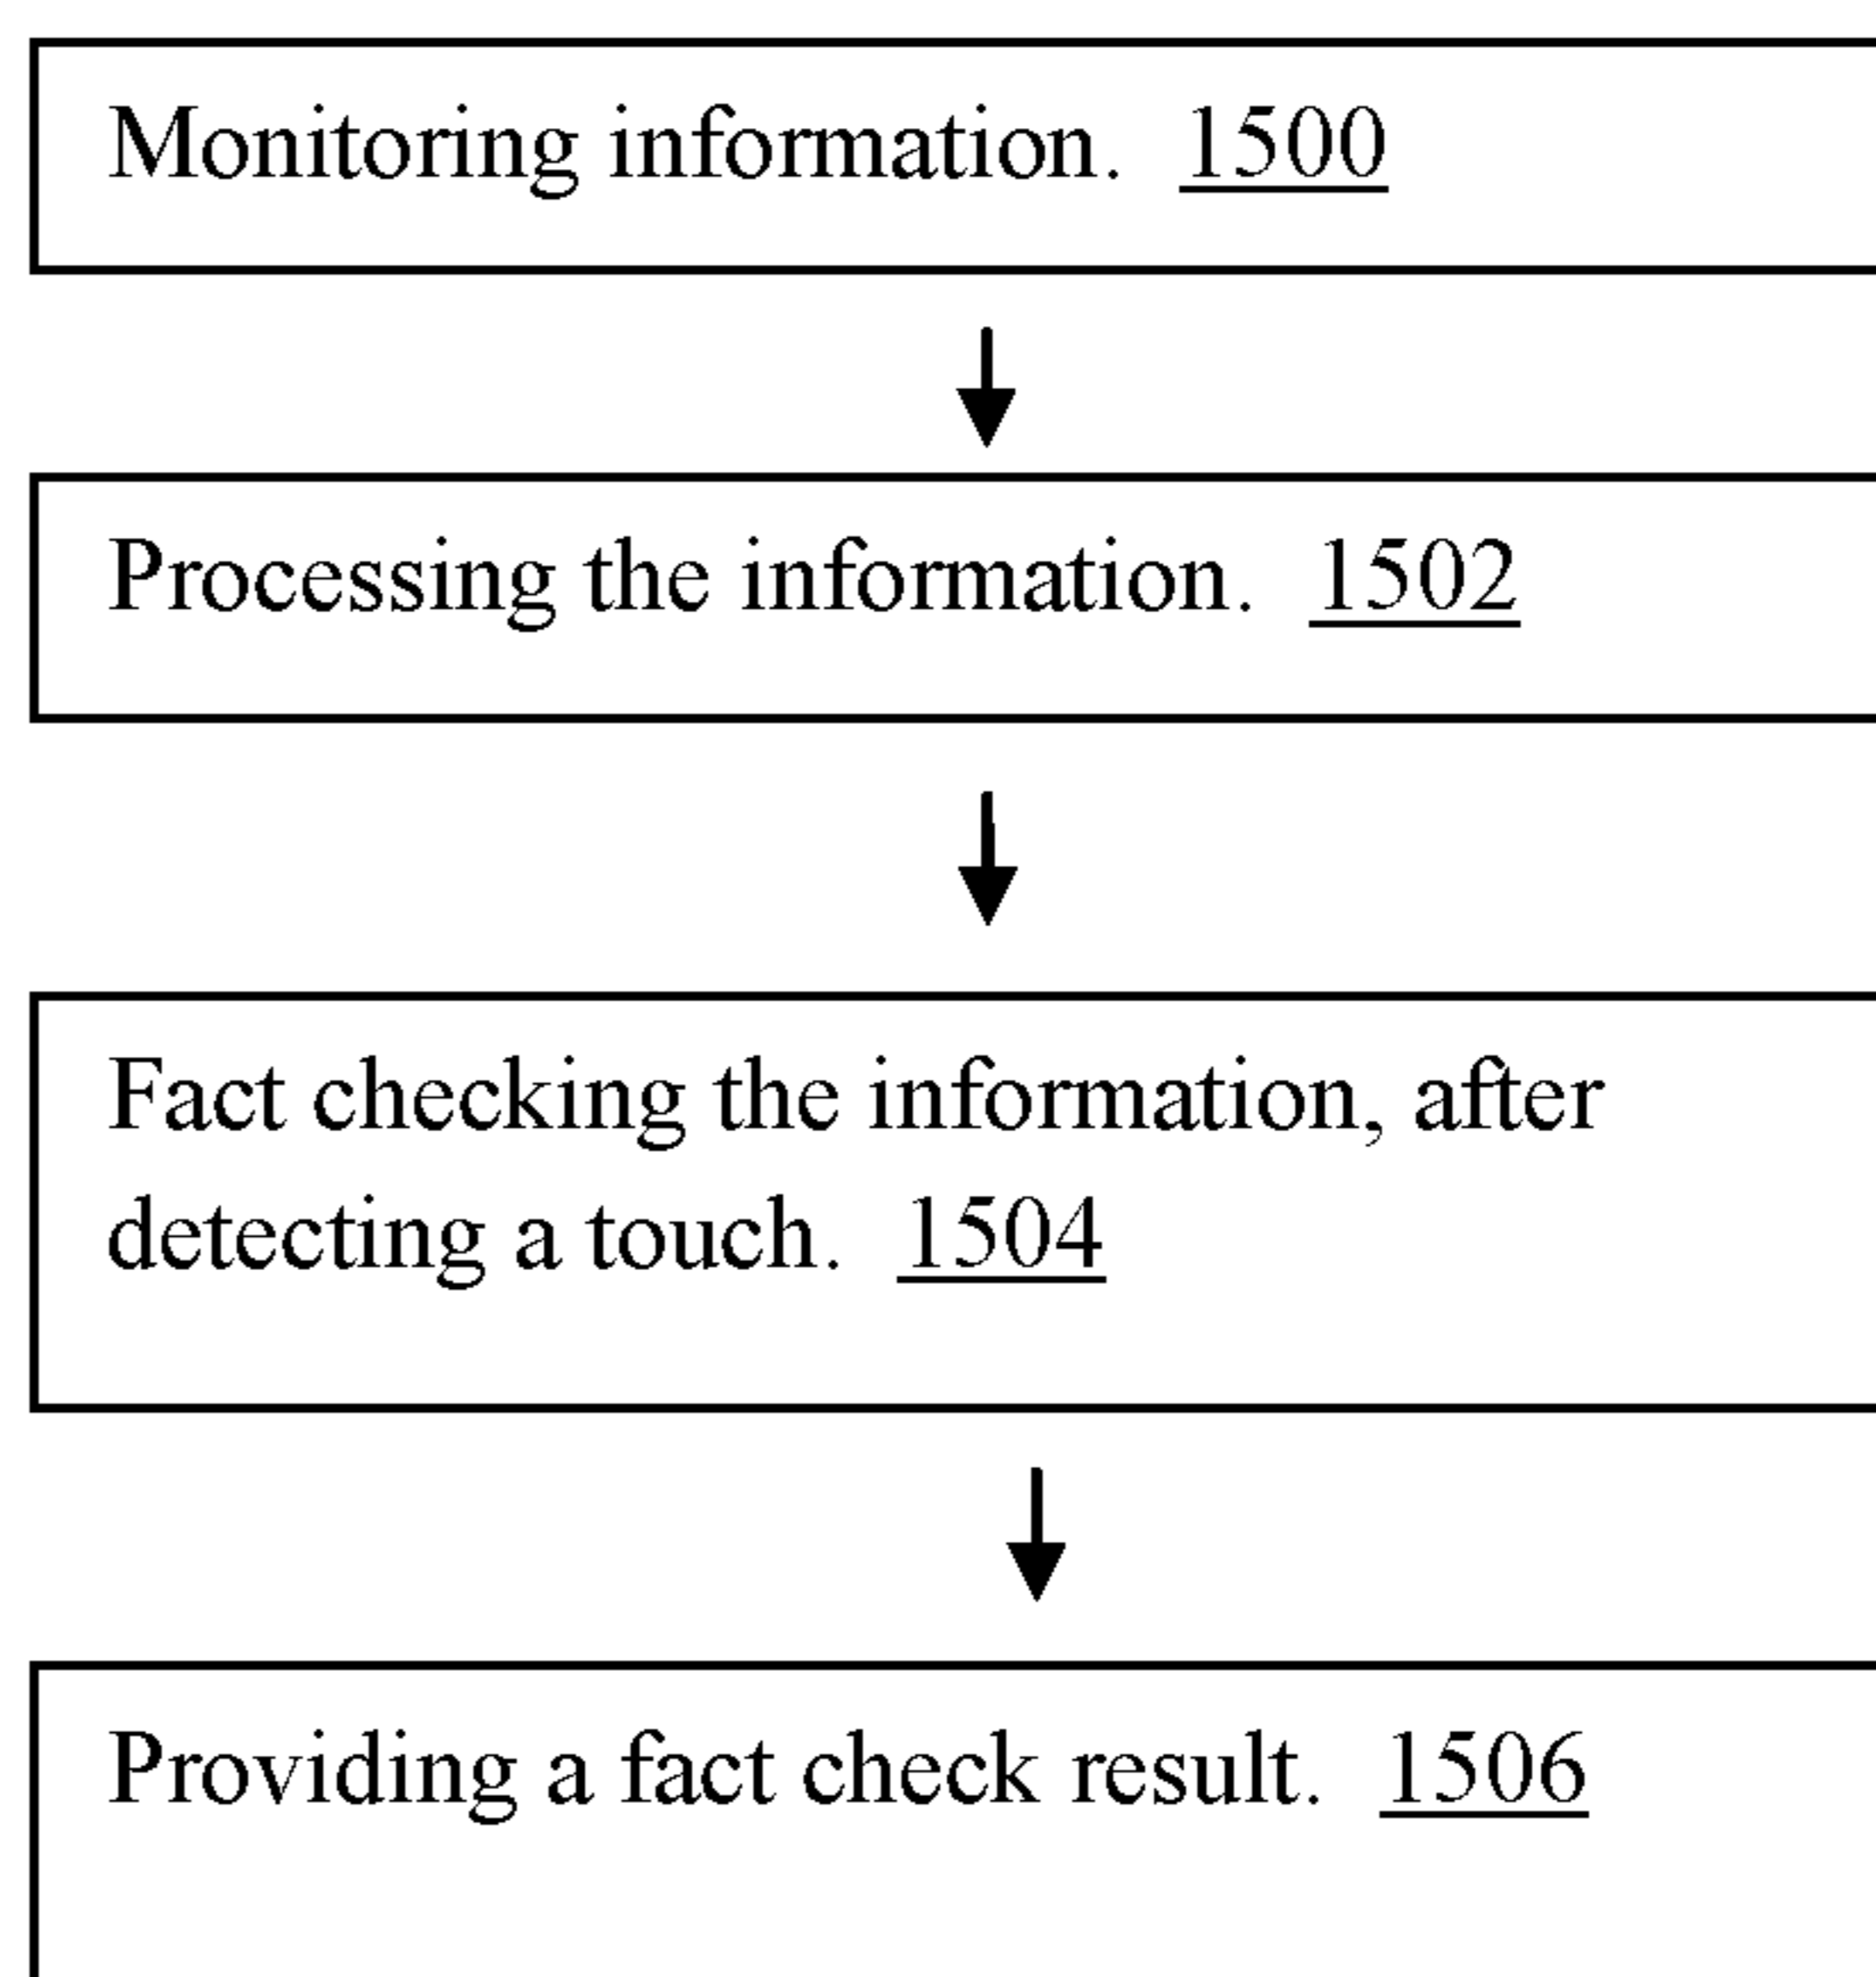 Monitoring information. 1500
Processing the information. 1502
Fact checking the information, after
detecting a touch. 1504
Providing a fact check result. 1506